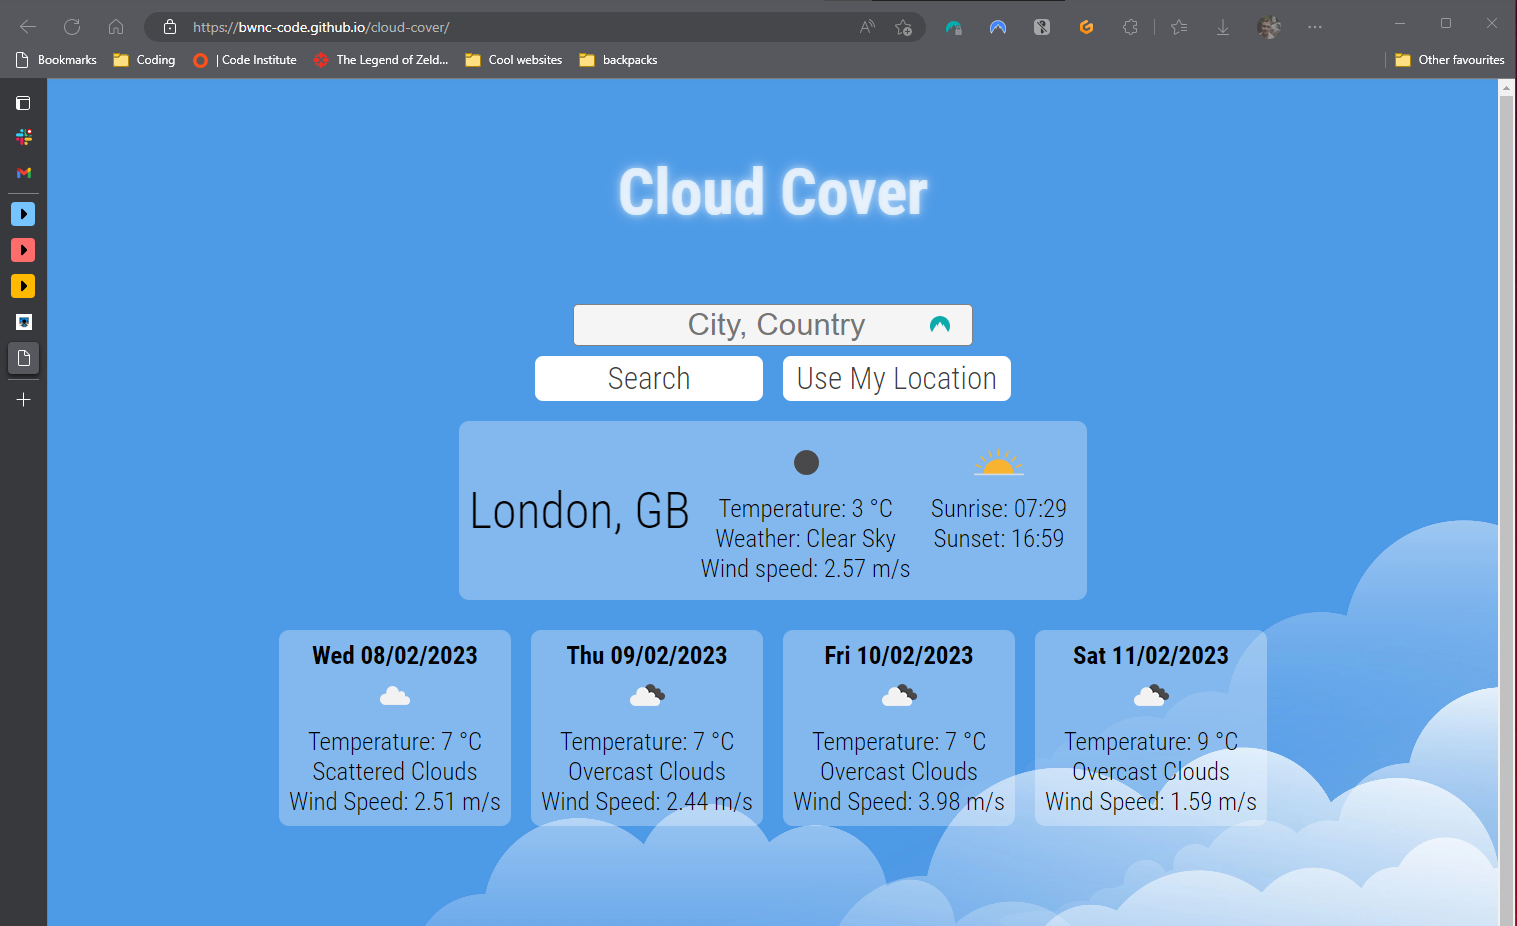 https://bwnc-code.github.io/cloud-cover/
Bookmarks
Coding
| Code Institute
The Legend of Zeld...
Cool websites
backpacks
Other favourites
Cloud Cover
City, Country
Search
Use My Location
London, GB
Temperature: 3 °C
Weather: Clear Sky
Wind speed: 2.57 m/s
Sunrise: 07:29
Sunset: 16:59
Wed 08/02/2023
Temperature: 7 °C
Scattered Clouds
Wind Speed: 2.51 m/s
Thu 09/02/2023
Temperature: 7 °C
Overcast Clouds
Wind Speed: 2.44 m/s
Fri 10/02/2023
Temperature: 7 °C
Overcast Clouds
Wind Speed: 3.98 m/s
Sat 11/02/2023
Temperature: 9 °C
Overcast Clouds
Wind Speed: 1.59 m/s